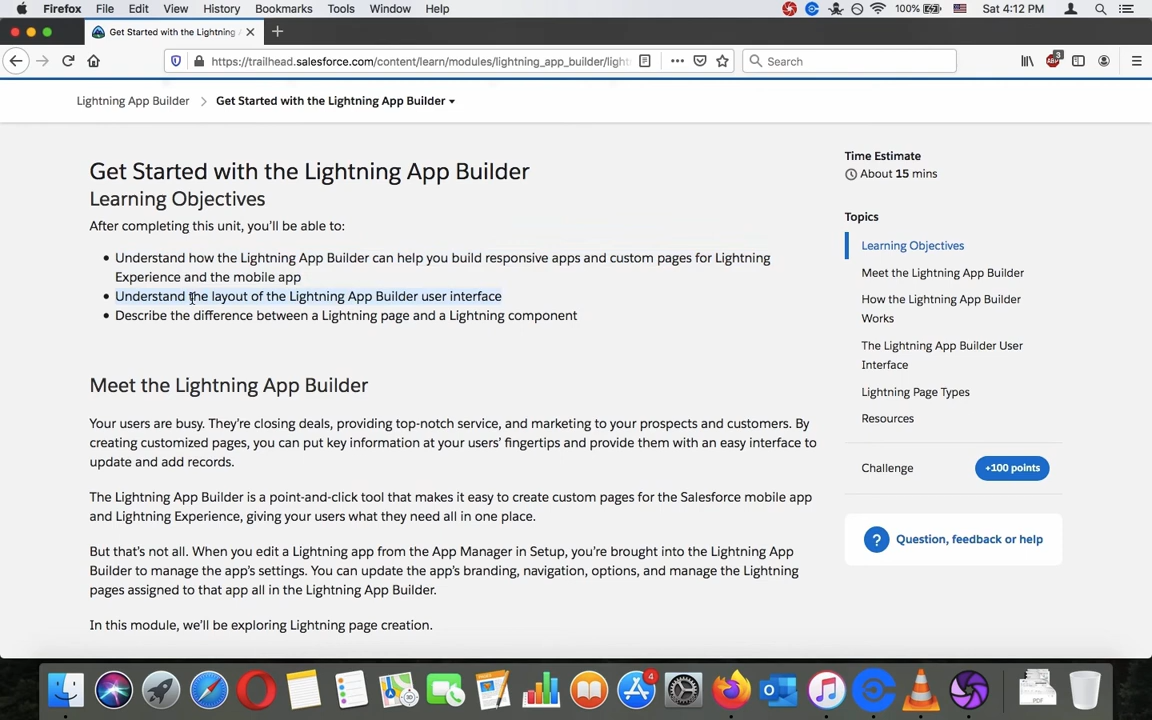 Firefox File Edit View History Bookmarks Tools Window Help 100% Sat 4:12 PM
Get Started with the Lightning
https://trailhead.salesforce.com/content/learn/modules/lightning_app_builder/light
Search
3
ABP
Lightning App Builder
Get Started with the Lightning App Builder
Get Started with the Lightning App Builder
Learning Objectives
After completing this unit, you'll be able to:
Understand how the Lightning App Builder can help you build responsive apps and custom pages for Lightning
Experience and the mobile app
Understand the layout of the Lightning App Builder user interface
Describe the difference between a Lightning page and a Lightning component
Meet the Lightning App Builder
Your users are busy. They're closing deals, providing top-notch service, and marketing to your prospects and customers. By
creating customized pages, you can put key information at your users' fingertips and provide them with an easy interface to
update and add records.
The Lightning App Builder is a point-and-click tool that makes it easy to create custom pages for the Salesforce mobile app
and Lightning Experience, giving your users what they need all in one place.
But that's not all. When you edit a Lightning app from the App Manager in Setup, you're brought into the Lightning App
Builder to manage the app's settings. You can update the app's branding, navigation, options, and manage the Lightning
pages assigned to that app all in the Lightning App Builder.
In this module, we'll be exploring Lightning page creation.
Time Estimate
About 15 mins
Topics
Learning Objectives
Meet the Lightning App Builder
How the Lightning App Builder
Works
The Lightning App Builder User
Interface
Lightning Page Types
Resources
Challenge
+100 points
? Question, feedback or help
4
PDF